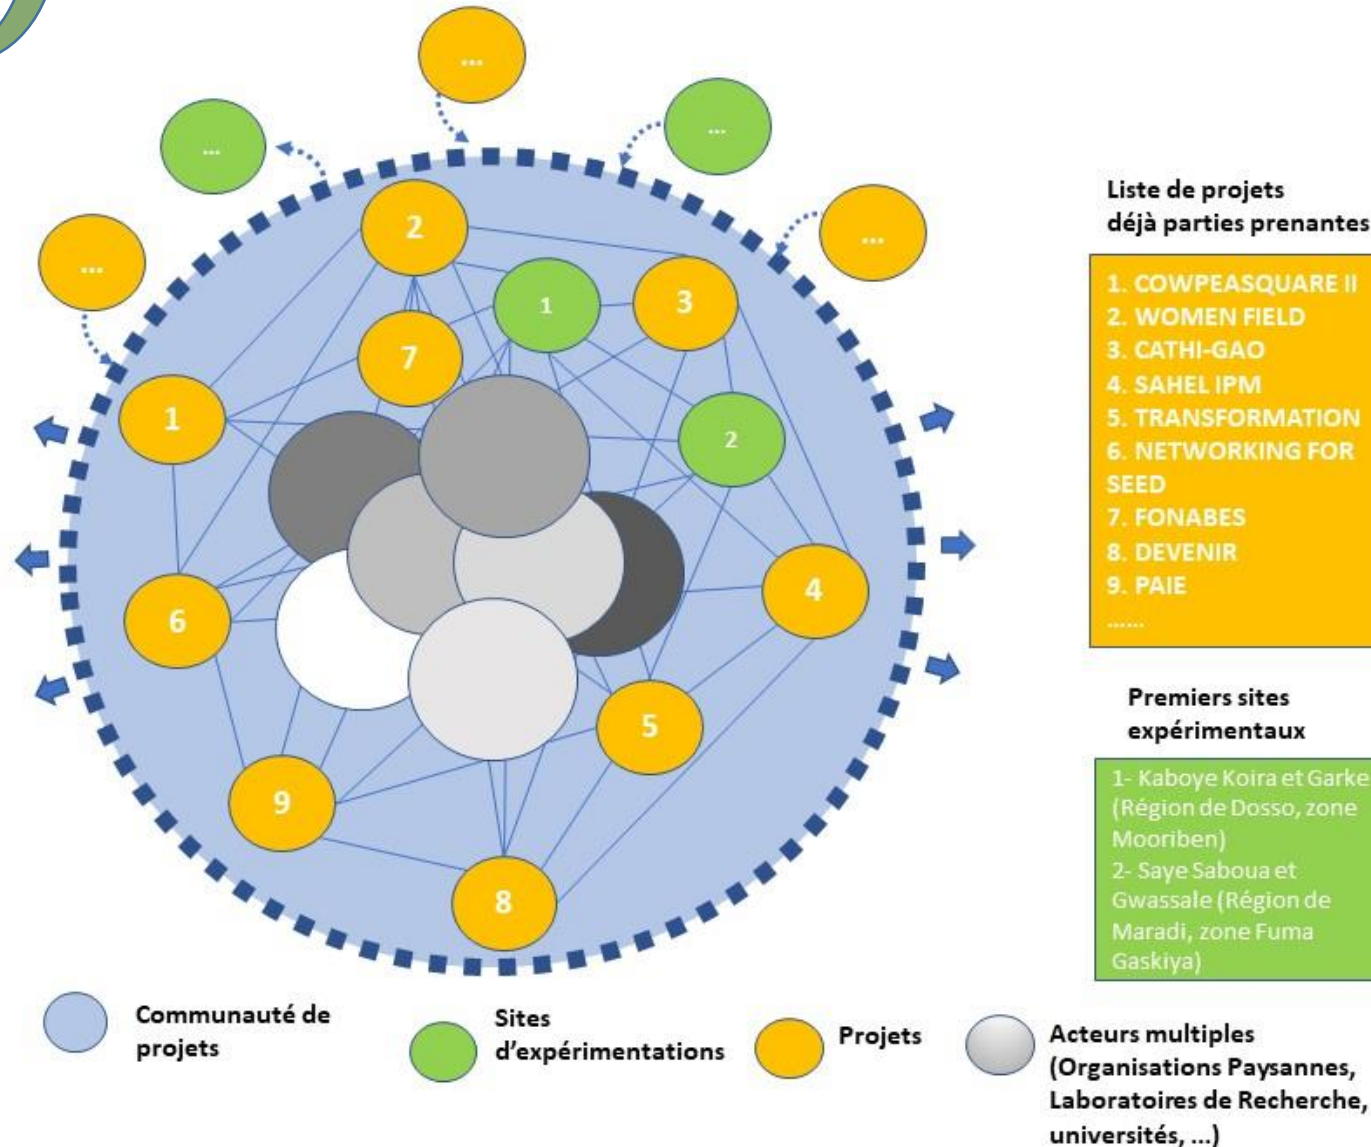 ...
...
...
...
...
2
1
3
7
1
2
4
6
5
9
8
Liste de projets
déjà parties prenantes
1. COWPEASQUARE II
2. WOMEN FIELD
3. CATHI-GAO
4. SAHEL IPM
5. TRANSFORMATION
6. NETWORKING FOR
SEED
7. FONABES
8. DEVENIR
9. PAIE
......
Premiers sites
expérimentaux
1- Kaboye Koira et Garke
(Région de Dosso, zone
Mooriben)
2- Saye Saboua et
Gwassale (Région de
Maradi, zone Fuma
Gaskiya)
Communauté de
projets
Sites
d’expérimentations
Projets
Acteurs multiples
(Organisations Paysannes,
Laboratoires de Recherche,
universités, ...)